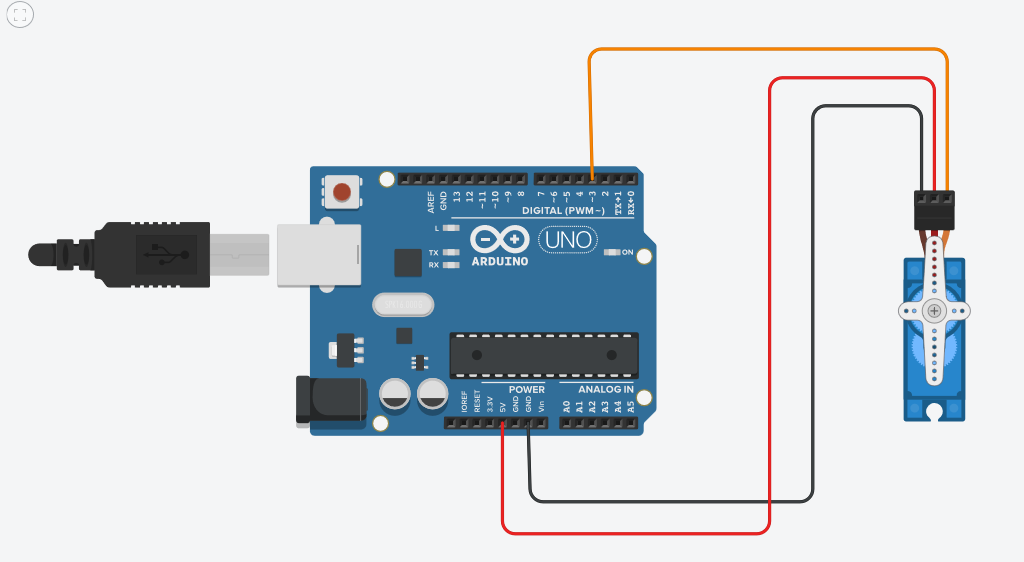 AREF
GND
13
12
~11
~10
~9
8
7
~6
~5
4
~3
2
TX→1
RX←0
DIGITAL (PWM~)
L
TX
RX
UNO
ON
ARDUINO
POWER
ANALOG IN
IOREF
RESET
3.3V
5V
GND
GND
Vin
A0
A1
A2
A3
A4
A5